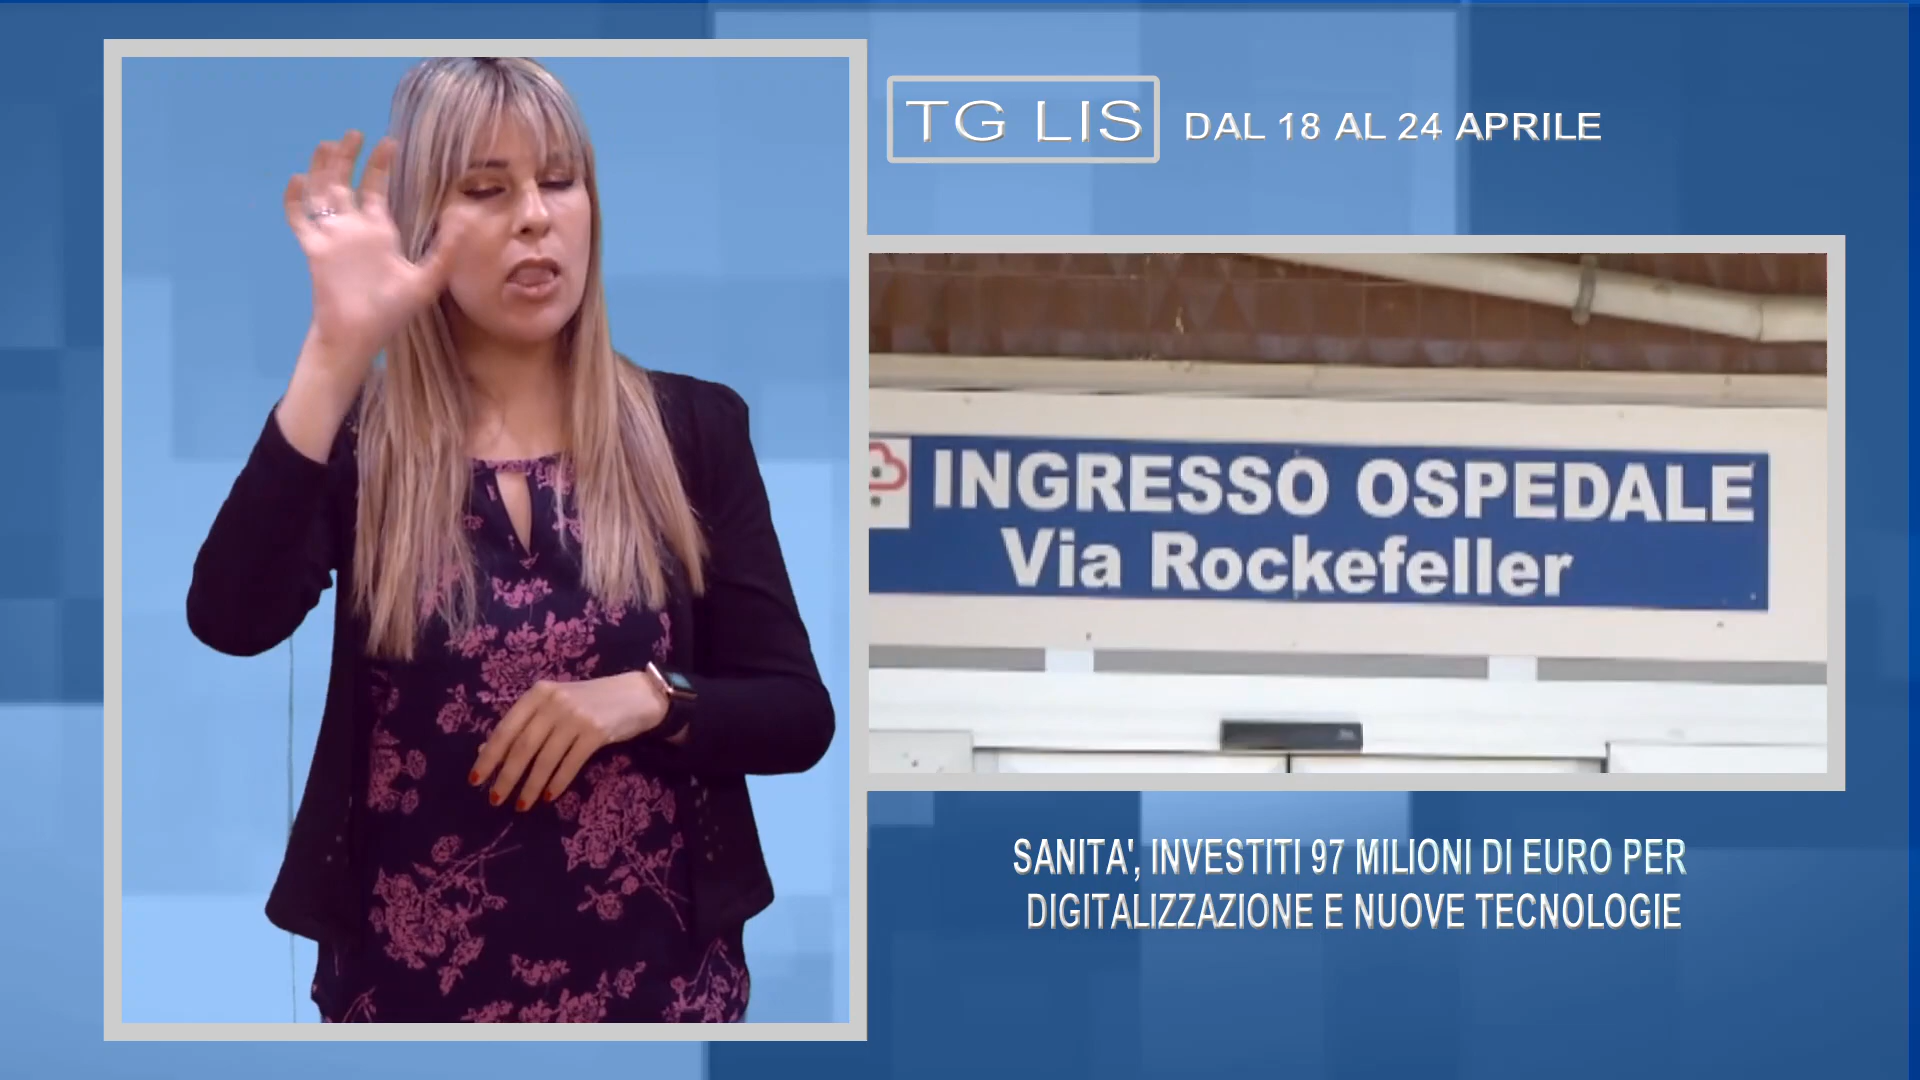 TG LIS
DAL 18 AL 24 APRILE
INGRESSO OSPEDALE
Via Rockefeller
SANITA', INVESTITI 97 MILIONI DI EURO PER
DIGITALIZZAZIONE E NUOVE TECNOLOGIE